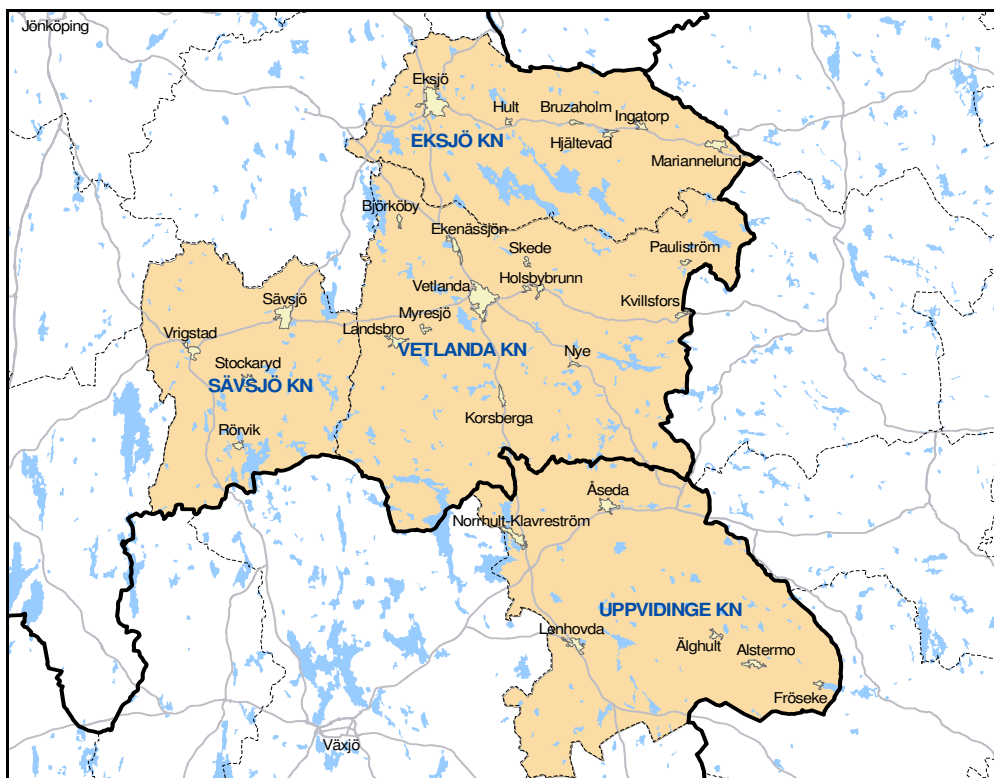 Jönköping
Eksjö
Hult
Bruzaholm
Ingatorp
EKSJÖ KN
Hjältevad
Mariannelund
Björköby
Ekenässjön
Skede
Pauliström
Vetlanda
Holsbybrunn
Sävsjö
Kvillsfors
Myresjö
Landsbro
Vrigstad
VETLANDA KN
Nye
Stockaryd
SÄVSJÖ KN
Korsberga
Rörvik
Åseda
Norrhult-Klavreström
UPPVIDINGE KN
Lenhovda
Älghult
Alstermo
Fröseke
Växjö